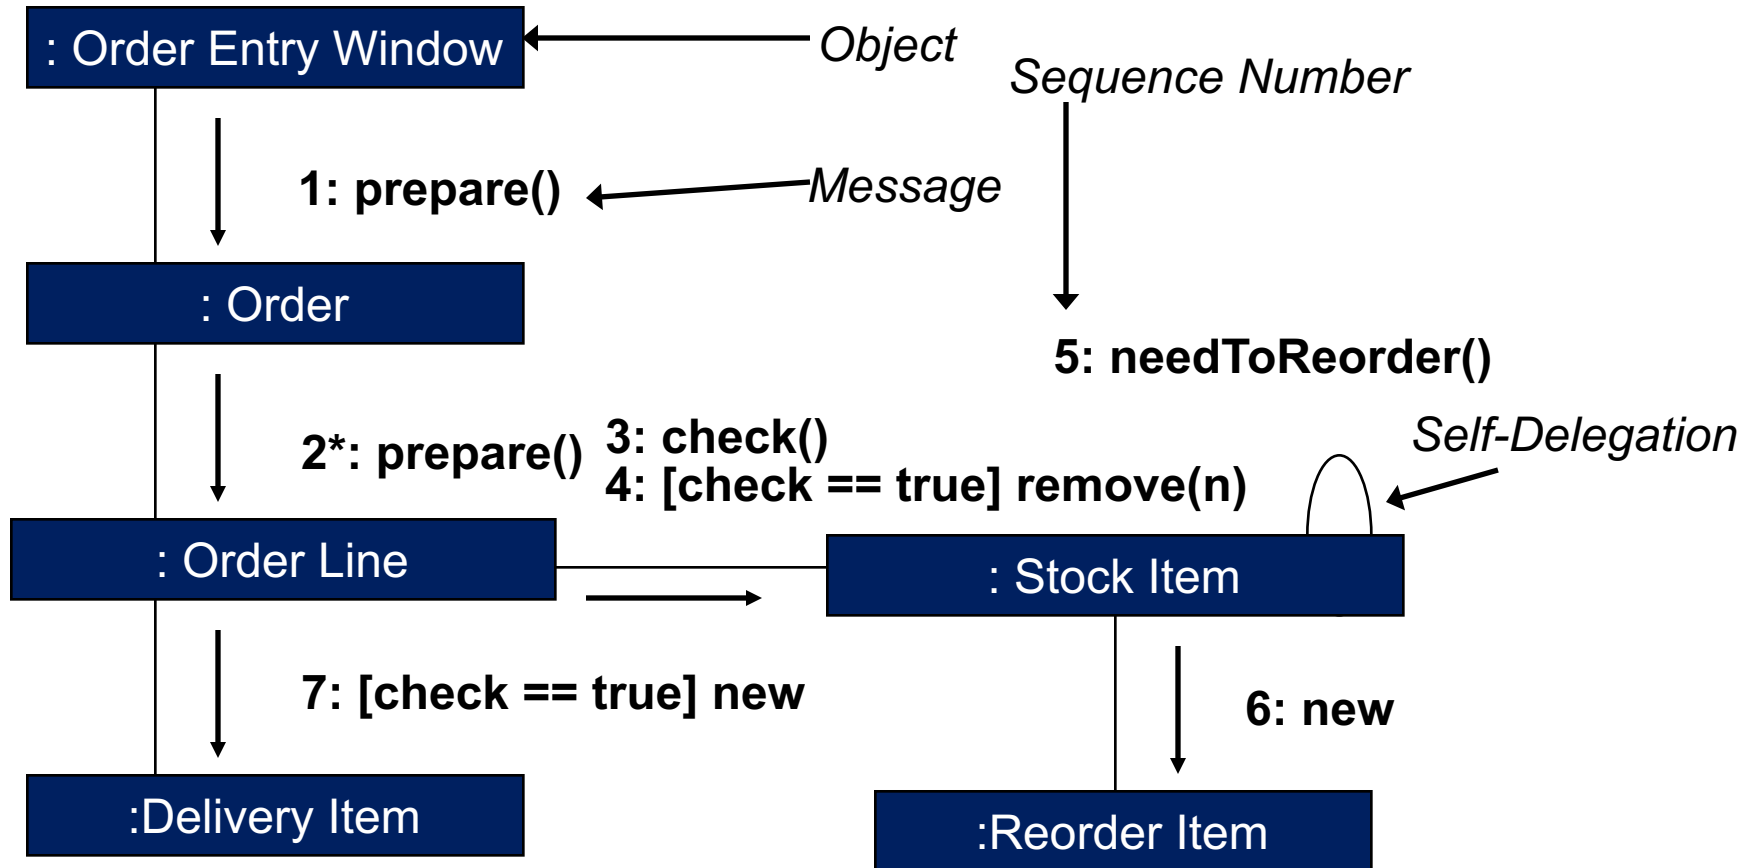 : Order Entry Window
Object
Sequence Number
1: prepare()
Message
: Order
5: needToReorder()
2*: prepare()
3: check()
4: [check == true] remove(n)
Self-Delegation
: Order Line
: Stock Item
7: [check == true] new
6: new
:Delivery Item
:Reorder Item